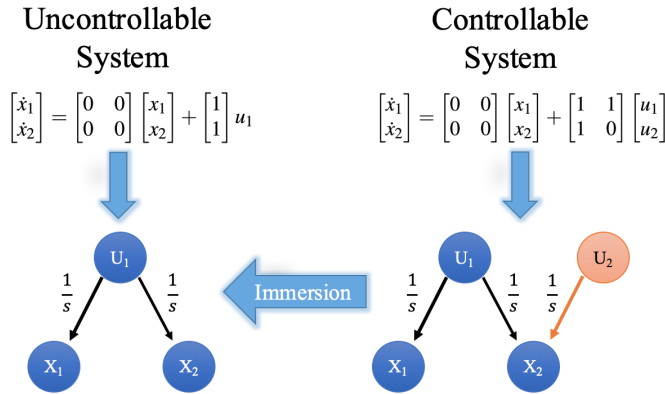 Uncontrollable
System
Controllable
System
[ẋ₁; ẋ₂] = [0 0; 0 0] [x₁; x₂] + [1; 1] u₁
[ẋ₁; ẋ₂] = [0 0; 0 0] [x₁; x₂] + [1 1; 1 0] [u₁; u₂]
U₁
1/s
1/s
X₁
X₂
Immersion
U₁
U₂
1/s
1/s
1/s
X₁
X₂